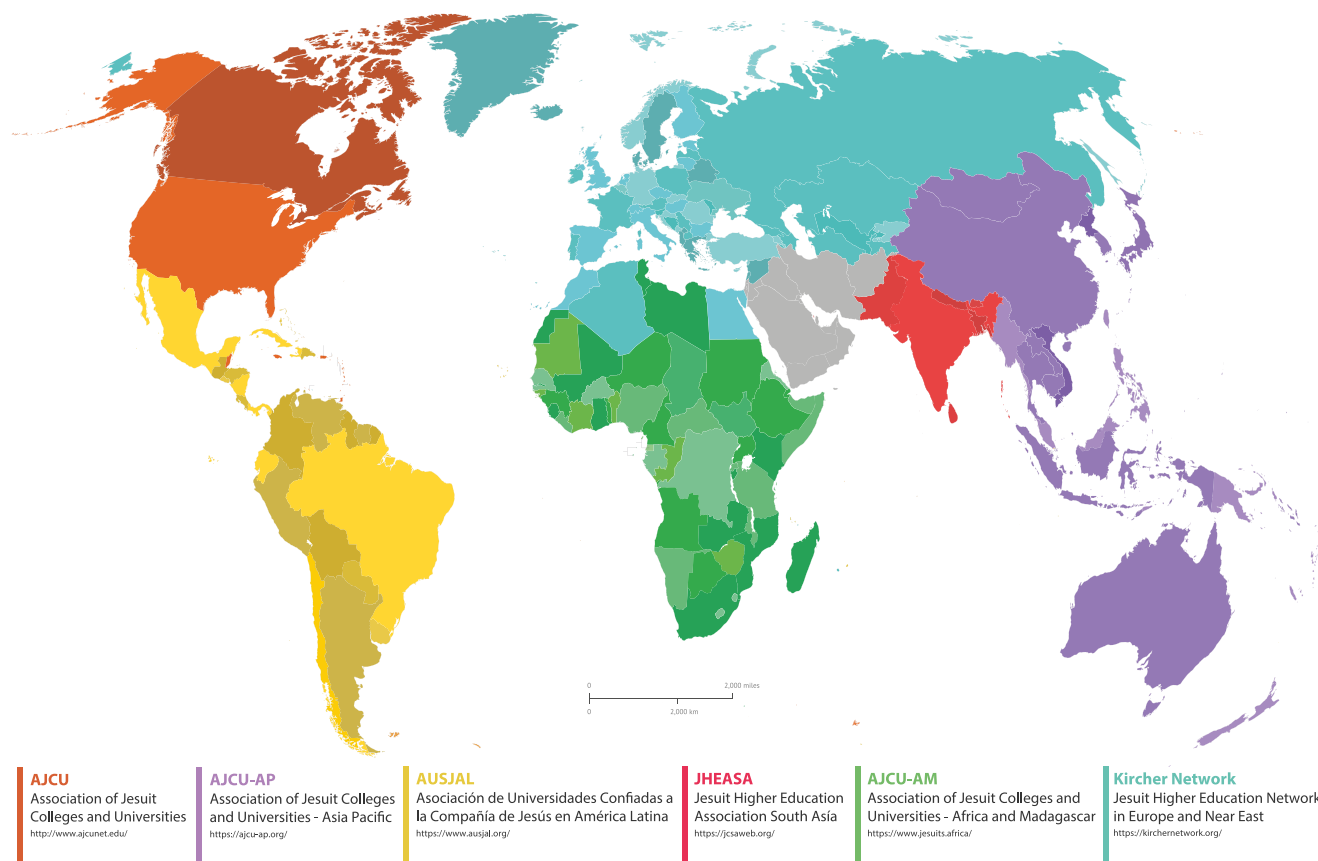 0
2,000 miles
0
2,000 km
AJCU
Association of Jesuit
Colleges and Universities
http://www.ajcunet.edu/
AJCU-AP
Association of Jesuit Colleges
and Universities - Asia Pacific
https://ajcu-ap.org/
AUSJAL
Asociación de Universidades Confiadas a
la Compañía de Jesús en América Latina
https://www.ausjal.org/
JHEASA
Jesuit Higher Education
Association South Asía
https://jcsaweb.org/
AJCU-AM
Association of Jesuit Colleges and
Universities - Africa and Madagascar
https://www.jesuits.africa/
Kircher Network
Jesuit Higher Education Network
in Europe and Near East
https://kirchernetwork.org/